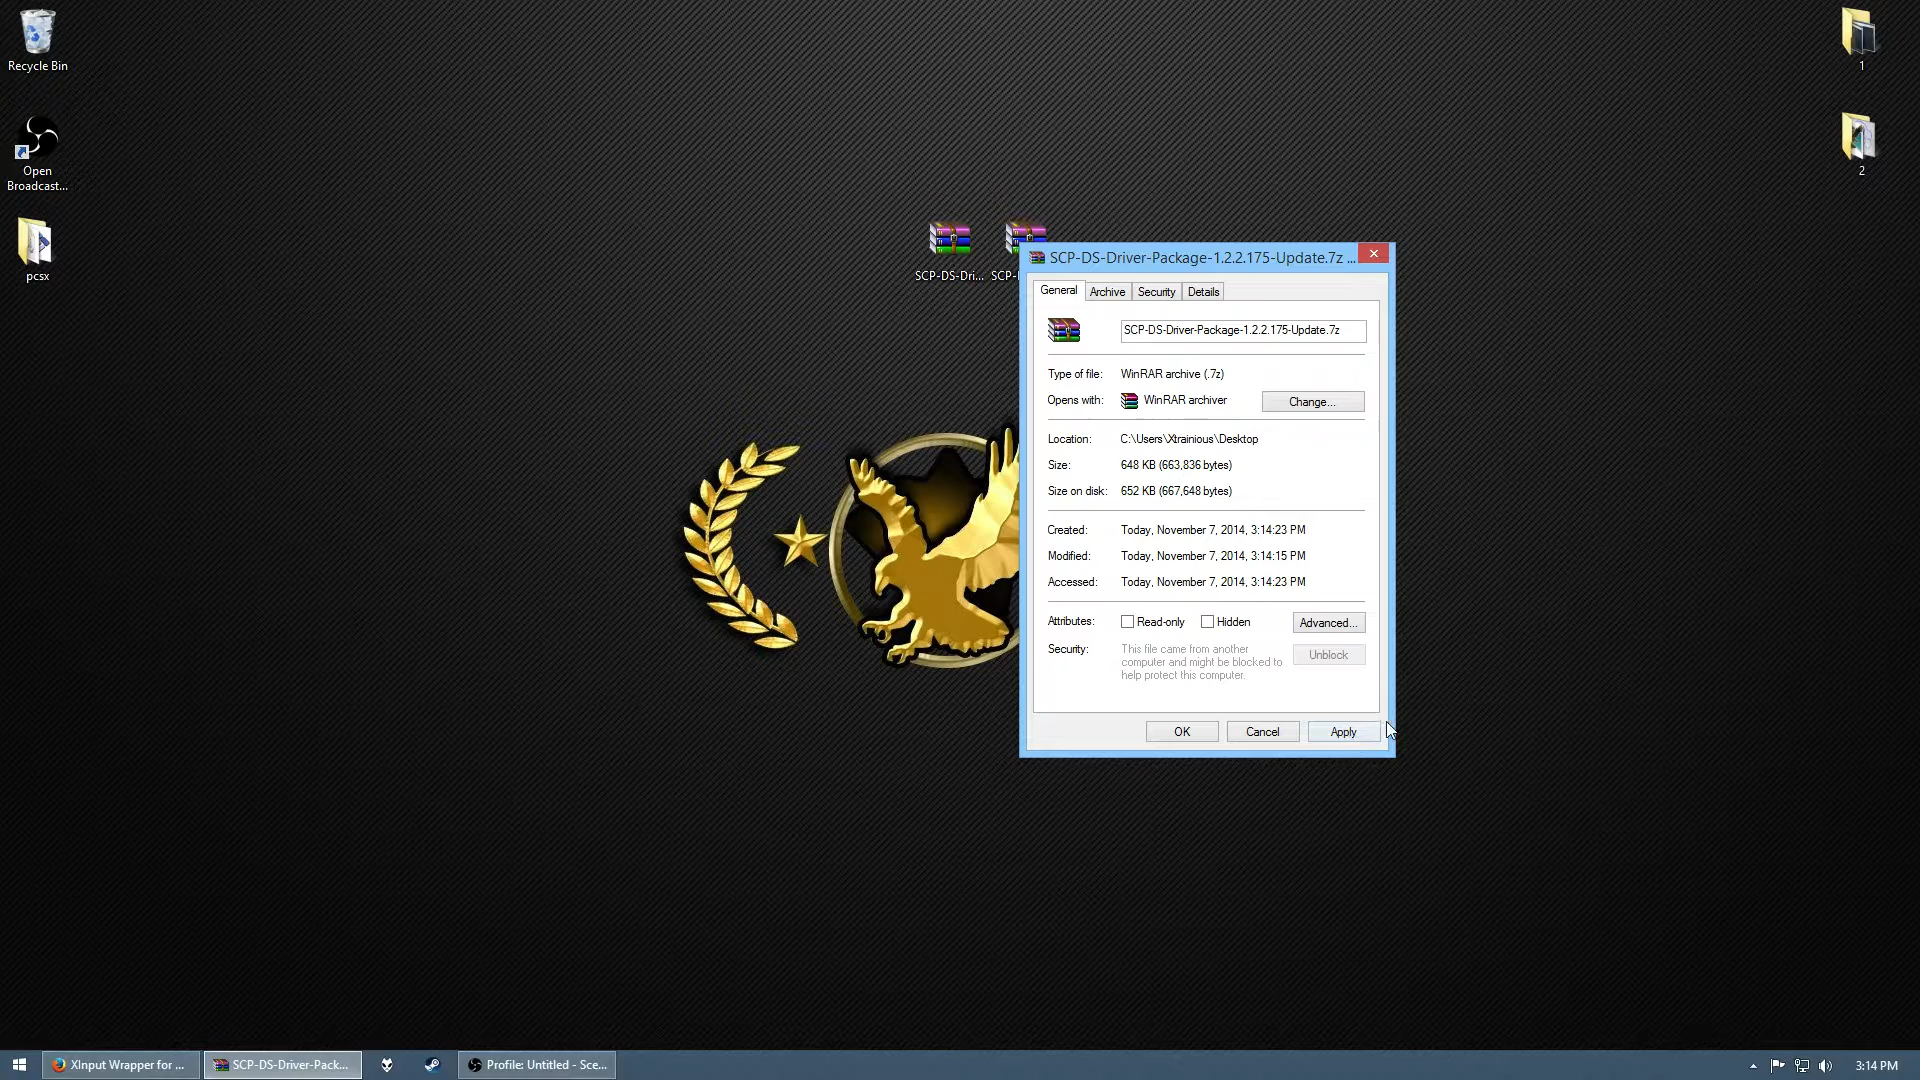 Recycle Bin
Open
Broadcast...
pcsx
1
2
SCP-DS-Dri...
SCP-DS-Driver-Package-1.2.2.175-Update.7z ...
General
Archive
Security
Details
SCP-DS-Driver-Package-1.2.2.175-Update.7z
Type of file: WinRAR archive (.7z)
Opens with: WinRAR archiver
Change...
Location: C:\Users\Xtrainious\Desktop
Size: 648 KB (663,836 bytes)
Size on disk: 652 KB (667,648 bytes)
Created: Today, November 7, 2014, 3:14:23 PM
Modified: Today, November 7, 2014, 3:14:15 PM
Accessed: Today, November 7, 2014, 3:14:23 PM
Attributes: Read-only Hidden Advanced...
Security: This file came from another
computer and might be blocked to
help protect this computer.
Unblock
OK
Cancel
Apply
XInput Wrapper for ...
SCP-DS-Driver-Pack...
Profile: Untitled - Sce...
3:14 PM